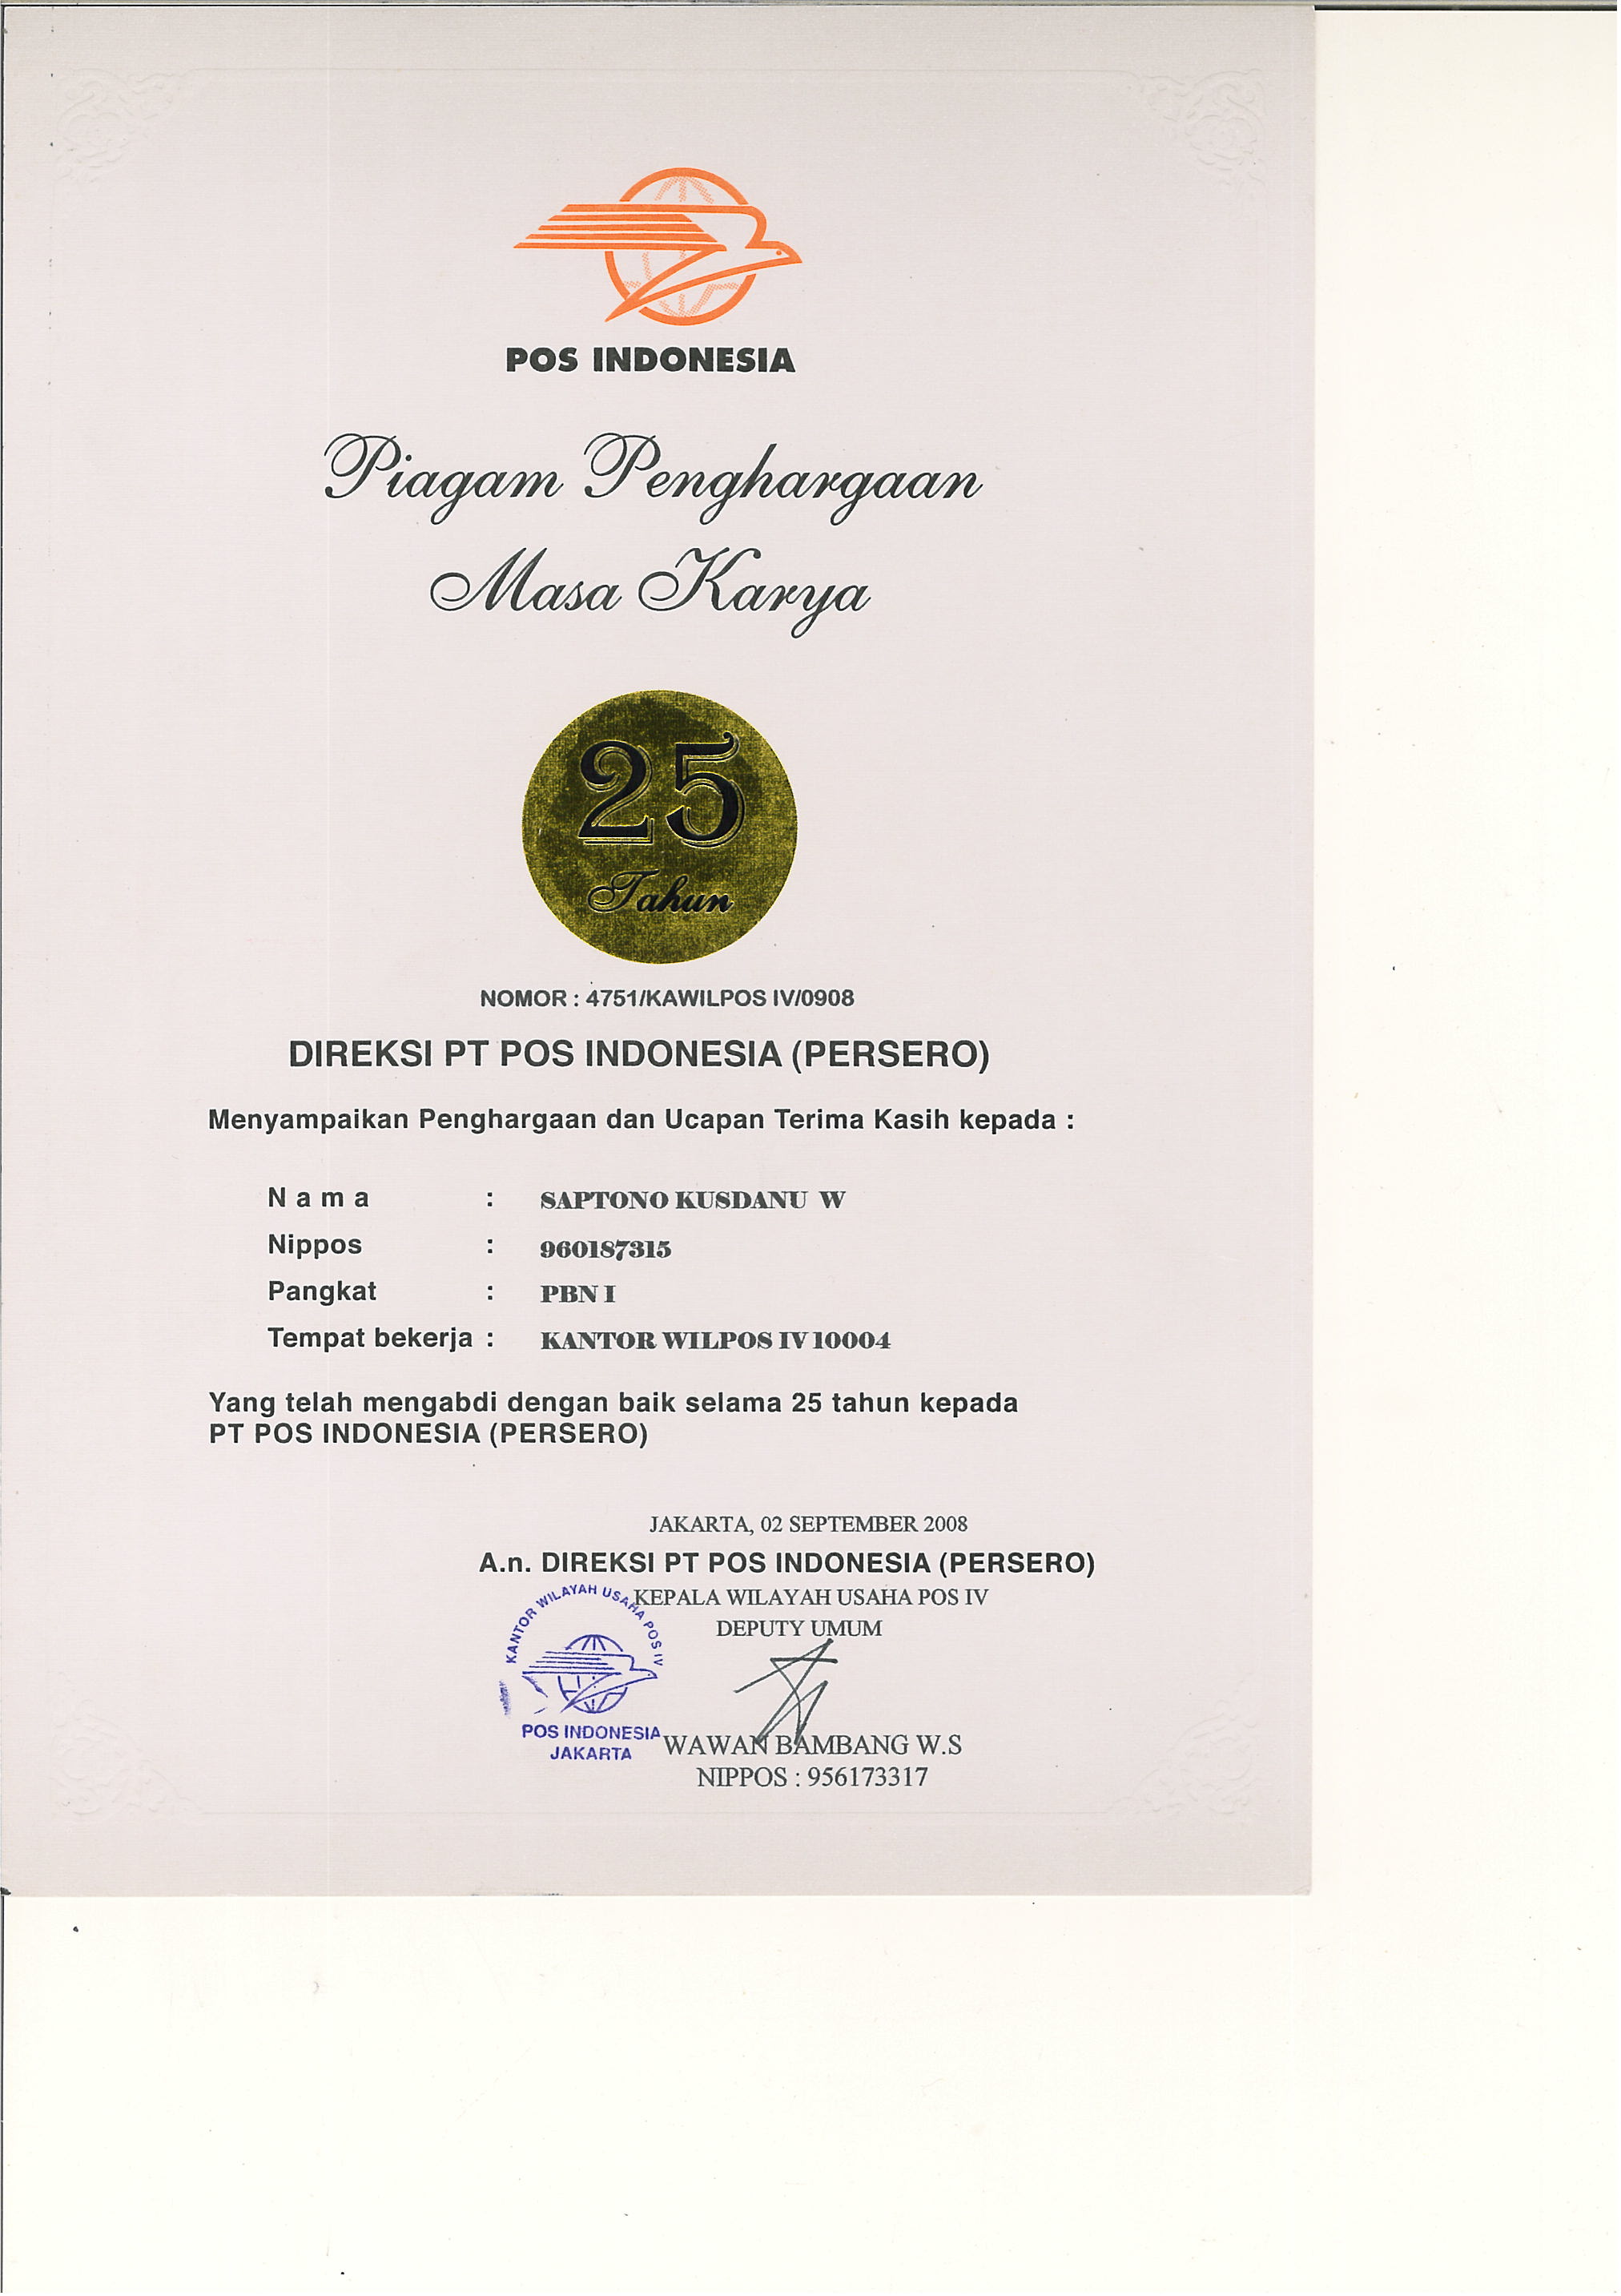 POS INDONESIA
Piagam Penghargaan
Masa Karya
25
Tahun
NOMOR : 4751/KAWILPOS IV/0908
DIREKSI PT POS INDONESIA (PERSERO)
Menyampaikan Penghargaan dan Ucapan Terima Kasih kepada :
N a m a : SAPTONO KUSDANU W
Nippos : 960187315
Pangkat : PBN I
Tempat bekerja : KANTOR WILPOS IV 10004
Yang telah mengabdi dengan baik selama 25 tahun kepada
PT POS INDONESIA (PERSERO)
JAKARTA, 02 SEPTEMBER 2008
A.n. DIREKSI PT POS INDONESIA (PERSERO)
KEPALA WILAYAH USAHA POS IV
DEPUTY UMUM
KANTOR WILAYAH USAHA POS IV
POS INDONESIA
JAKARTA
WAWAN BAMBANG W.S
NIPPOS : 956173317